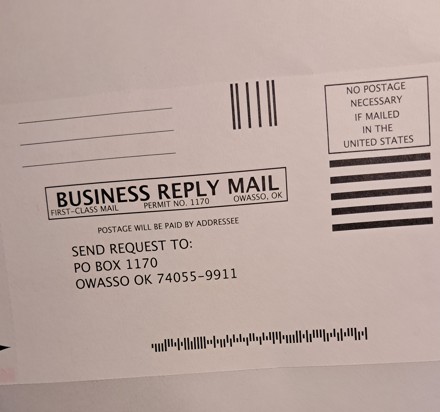 NO POSTAGE
NECESSARY
IF MAILED
IN THE
UNITED STATES
BUSINESS REPLY MAIL
FIRST-CLASS MAIL PERMIT NO. 1170 OWASSO, OK
POSTAGE WILL BE PAID BY ADDRESSEE
SEND REQUEST TO:
PO BOX 1170
OWASSO OK 74055-9911